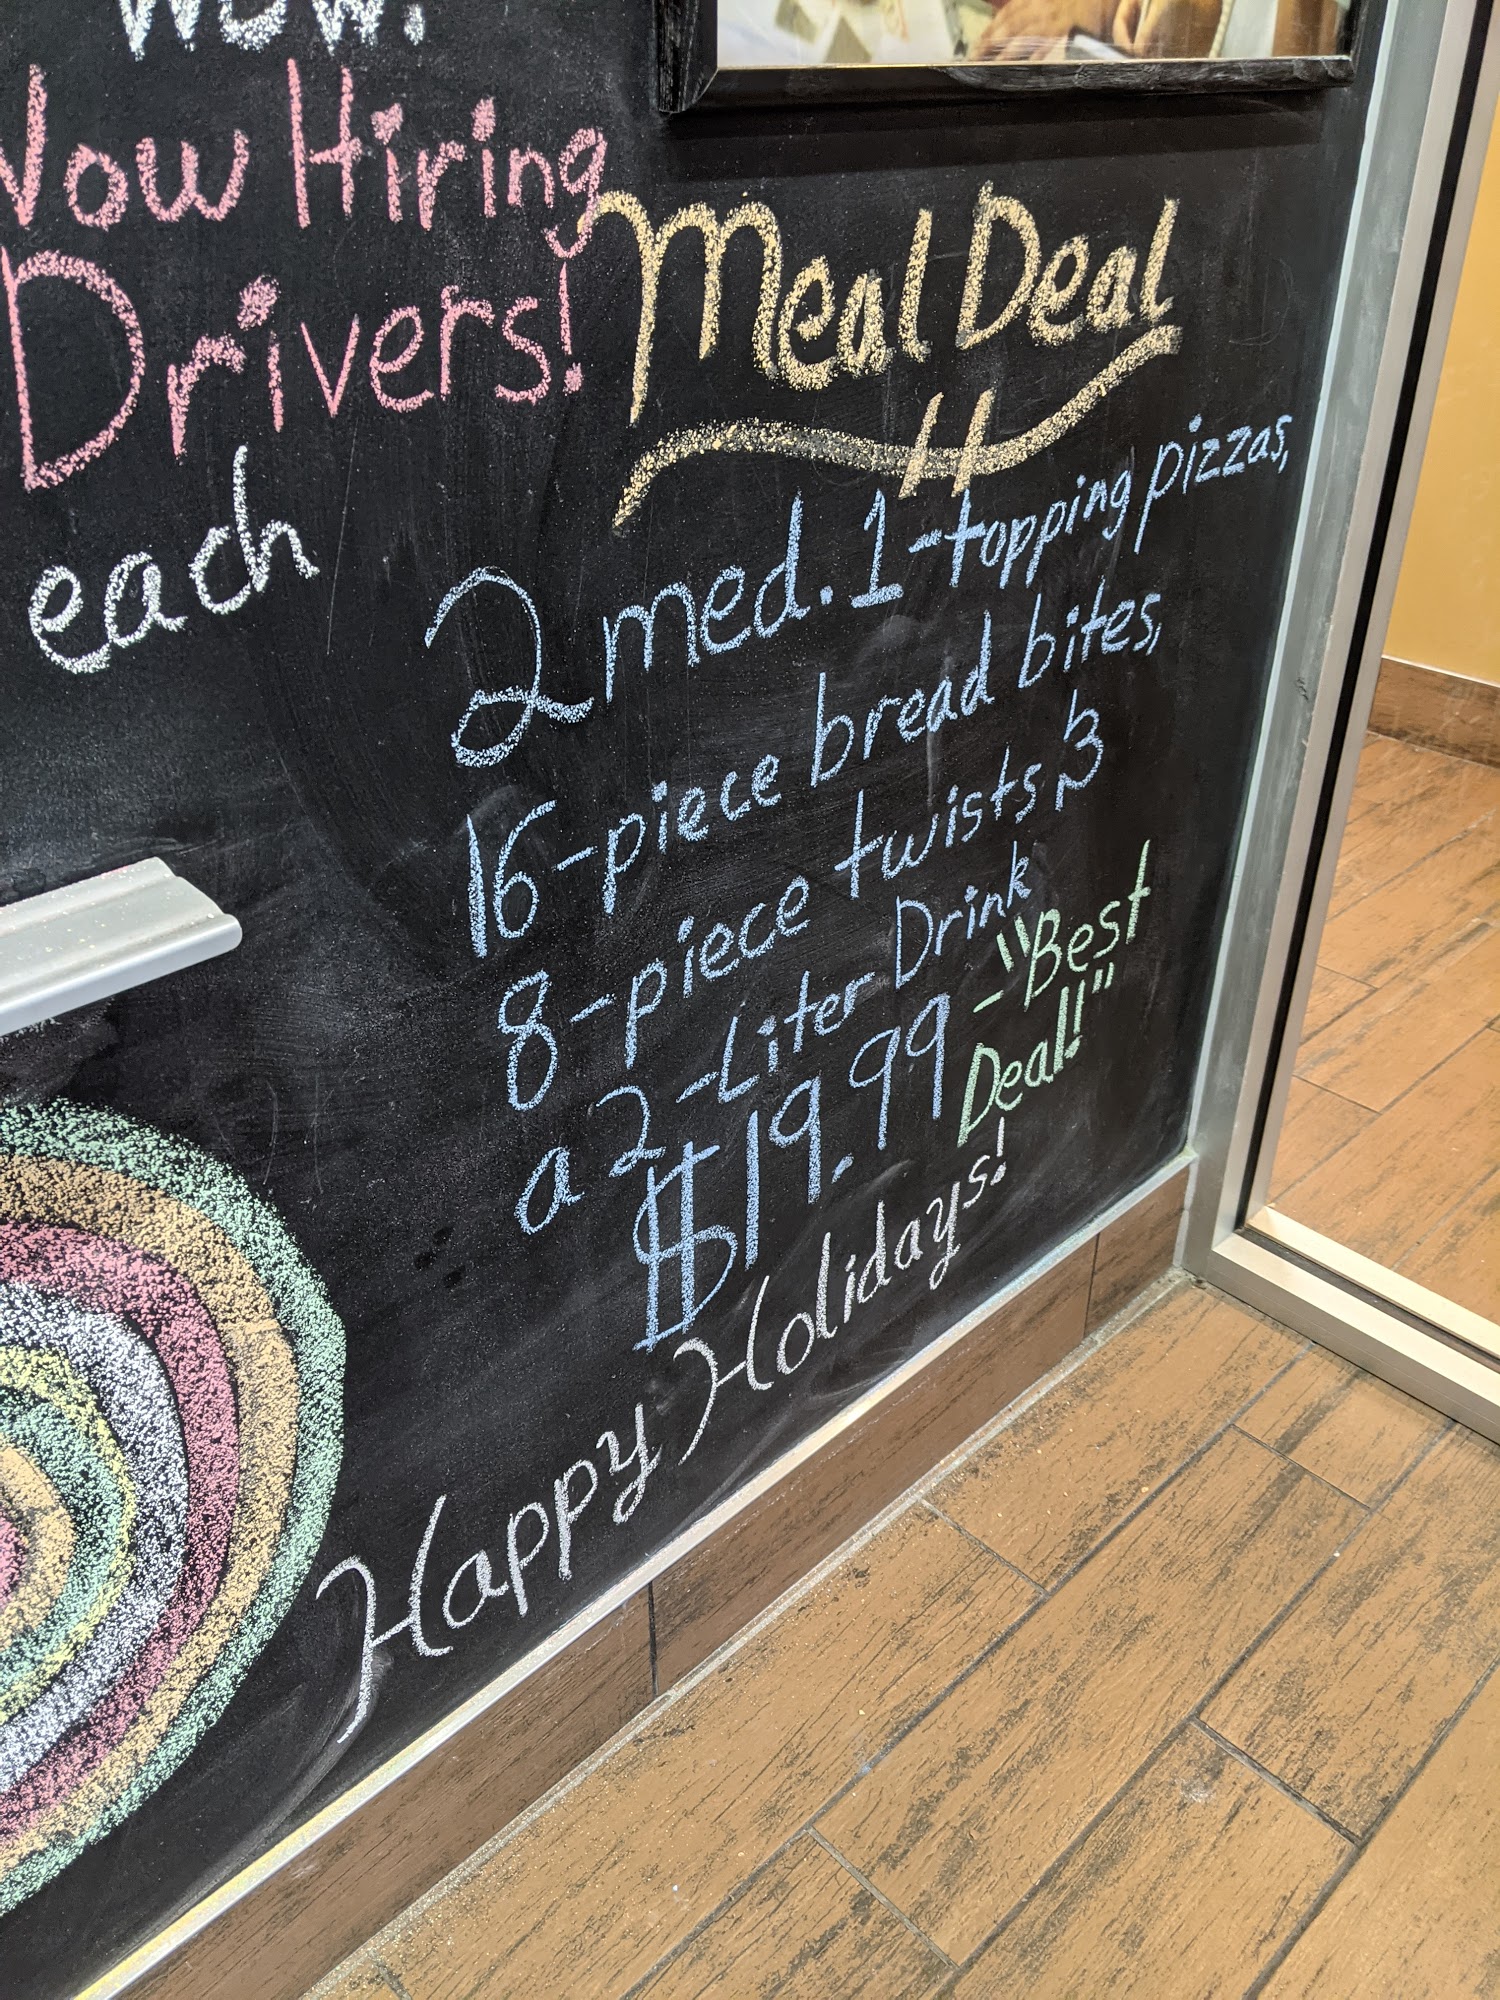 wow.
Now Hiring
Drivers!
each
Meal Deal
2 med. 1-topping pizzas,
16-piece bread bites,
8-piece twists, &
a 2-Liter Drink
$19.99 - "Best
Deal!"
Happy Holidays!